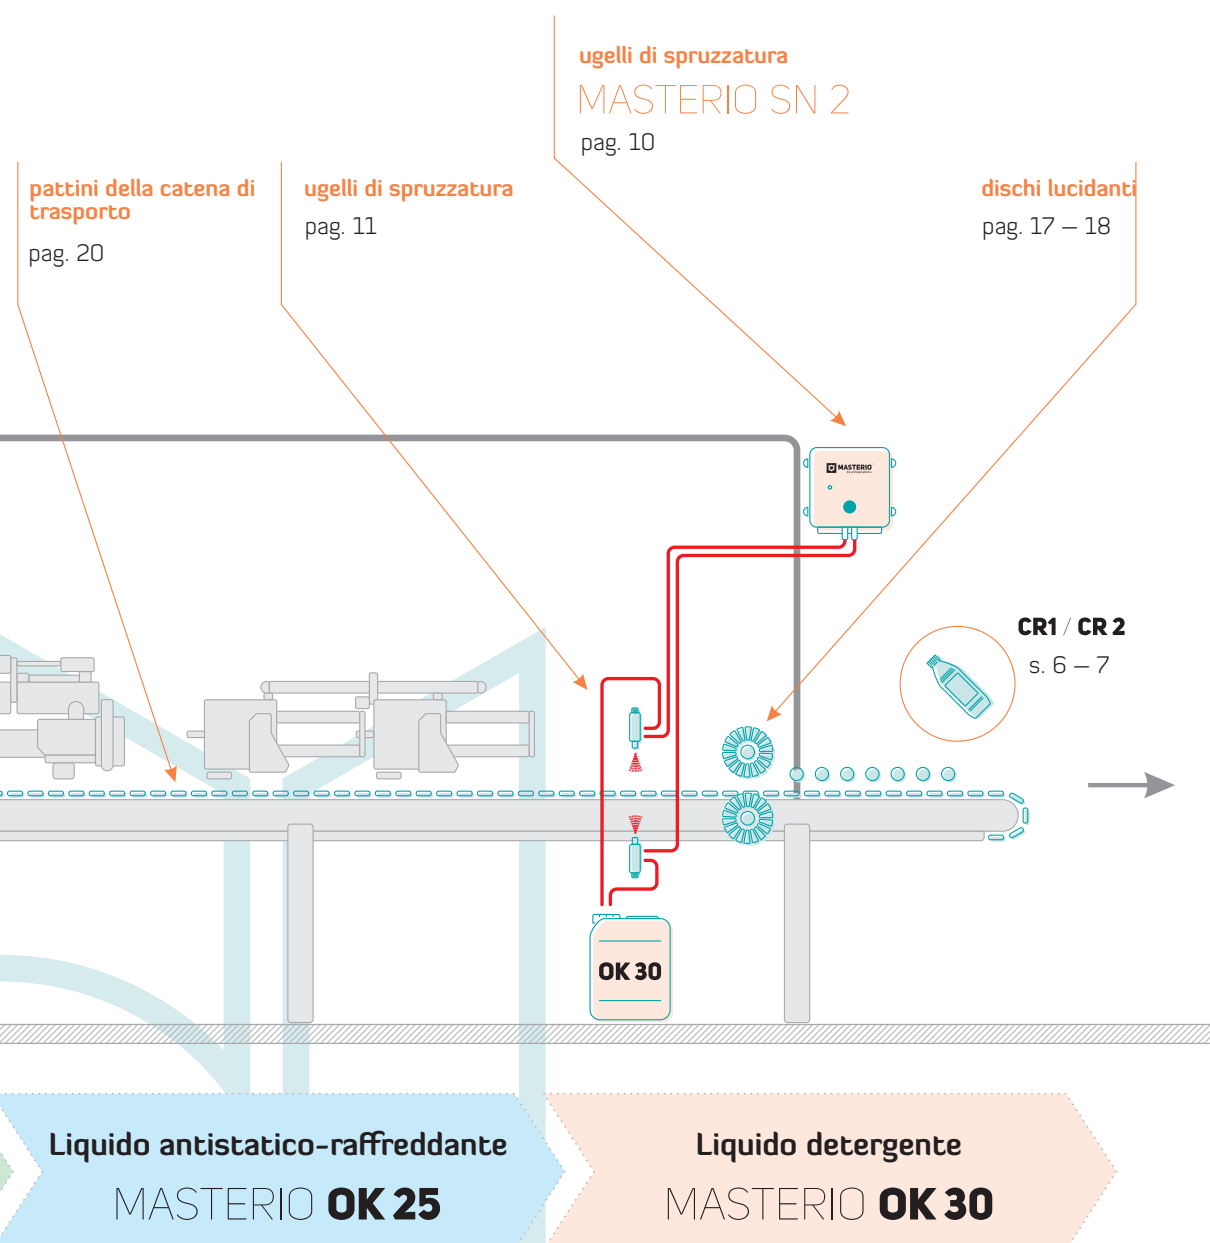 ugelli di spruzzatura
MASTERIO SN 2
pag. 10
pattini della catena di
trasporto
pag. 20
ugelli di spruzzatura
pag. 11
dischi lucidanti
pag. 17 – 18
MASTERIO
CR1 / CR 2
s. 6 – 7
OK 30
Liquido antistatico-raffreddante
MASTERIO OK 25
Liquido detergente
MASTERIO OK 30